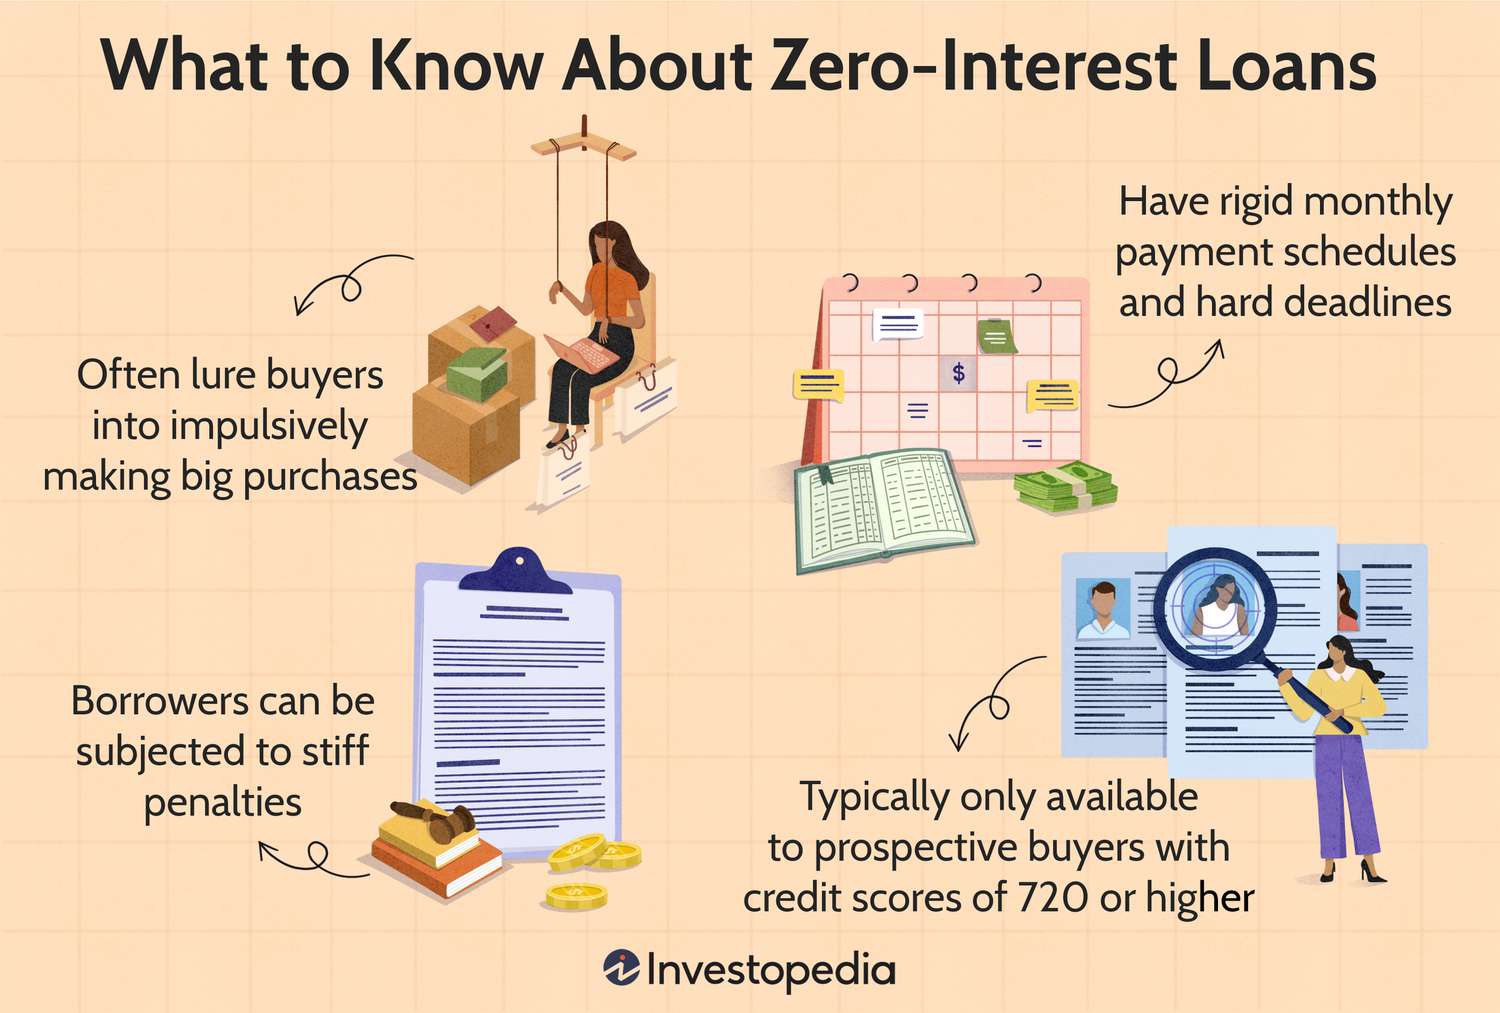 What to Know About Zero-Interest Loans
Often lure buyers
into impulsively
making big purchases
Have rigid monthly
payment schedules
and hard deadlines
$
Borrowers can be
subjected to stiff
penalties
Typically only available
to prospective buyers with
credit scores of 720 or higher
Investopedia